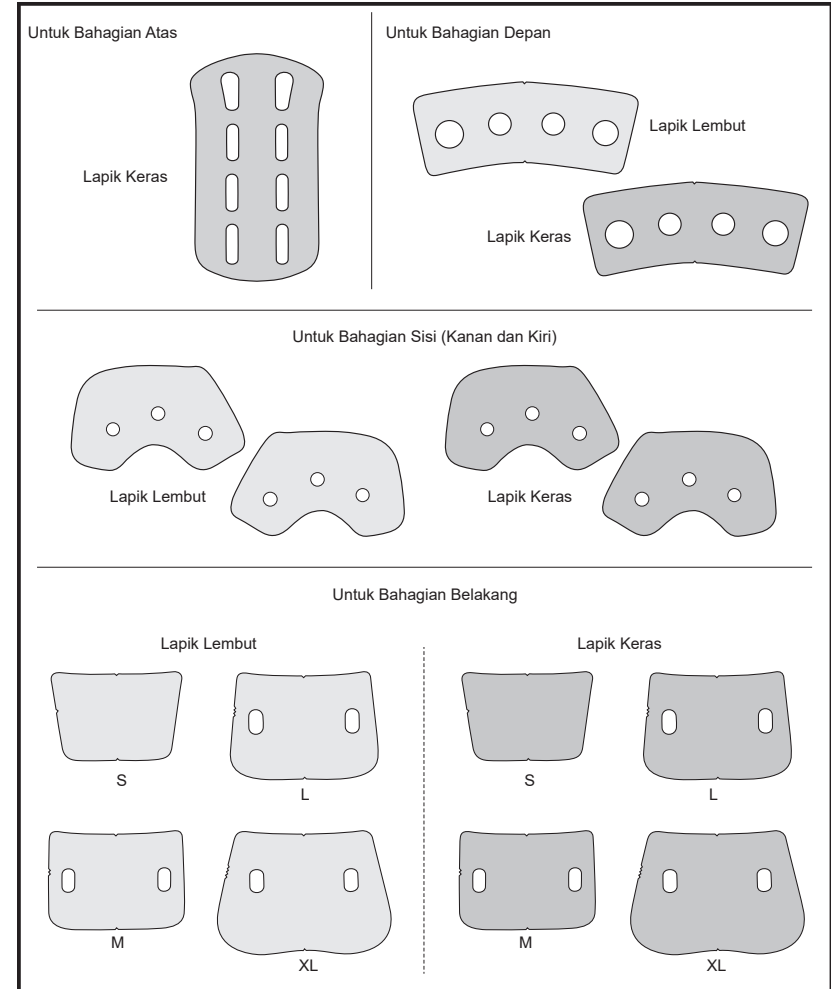 Untuk Bahagian Atas
Lapik Keras
Untuk Bahagian Depan
Lapik Lembut
Lapik Keras
Untuk Bahagian Sisi (Kanan dan Kiri)
Lapik Lembut
Lapik Keras
Untuk Bahagian Belakang
Lapik Lembut
S
L
M
XL
Lapik Keras
S
L
M
XL